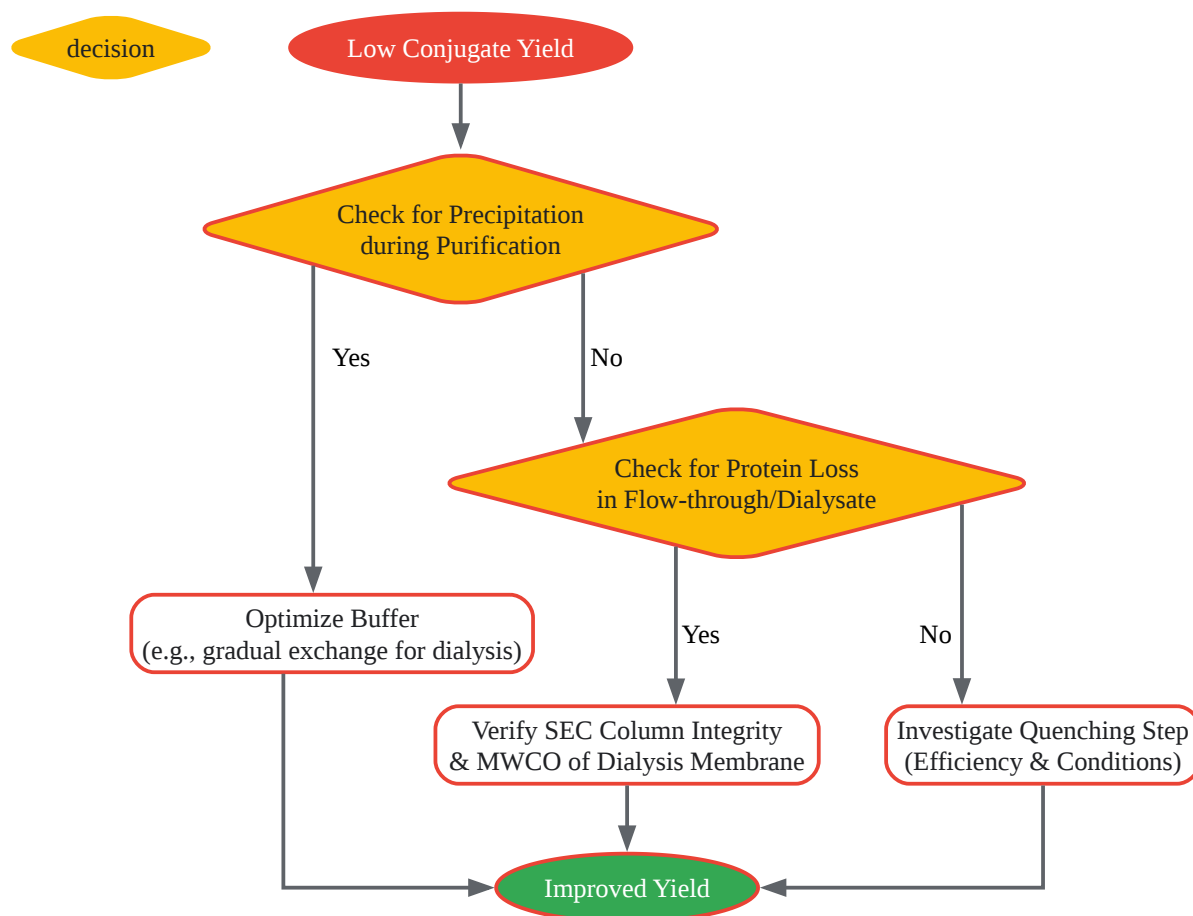 decision
Low Conjugate Yield
Check for Precipitation
during Purification
Yes
No
Check for Protein Loss
in Flow-through/Dialysate
Optimize Buffer
(e.g., gradual exchange for dialysis)
Yes
No
Verify SEC Column Integrity
& MWCO of Dialysis Membrane
Investigate Quenching Step
(Efficiency & Conditions)
Improved Yield